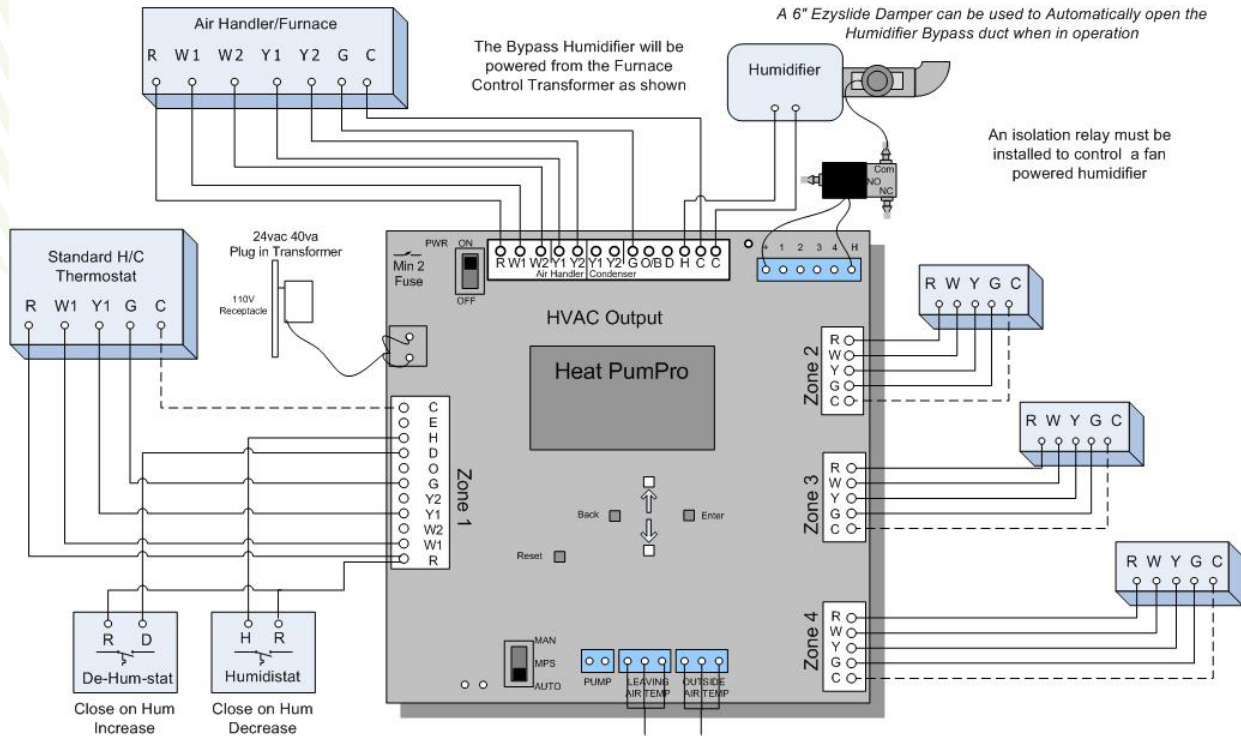 A 6" Ezyslide Damper can be used to Automatically open the
Humidifier Bypass duct when in operation
Air Handler/Furnace
R W1 W2 Y1 Y2 G C
The Bypass Humidifier will be
powered from the Furnace
Control Transformer as shown
Humidifier
An isolation relay must be
installed to control a fan
powered humidifier
Com
NO
NC
Standard H/C
Thermostat
R W1 Y1 G C
24vac 40va
Plug in Transformer
110V
Receptacle
PWR ON
OFF
Min 2
Fuse
R W1 W2 Y1 Y2 Y1 Y2 G O/B D H C C
Air Handler Condenser
+ 1 2 3 4 H
HVAC Output
Heat PumPro
Zone 1
C
E
H
D
O
G
Y2
Y1
W2
W1
R
Back
Enter
Reset
MAN
MPS
AUTO
PUMP
LEAVING
AIR TEMP
OUTSIDE
AIR TEMP
Zone 2
R
W
Y
G
C
R W Y G C
Zone 3
R
W
Y
G
C
R W Y G C
Zone 4
R
W
Y
G
C
R W Y G C
R D
De-Hum-stat
Close on Hum
Increase
H R
Humidistat
Close on Hum
Decrease